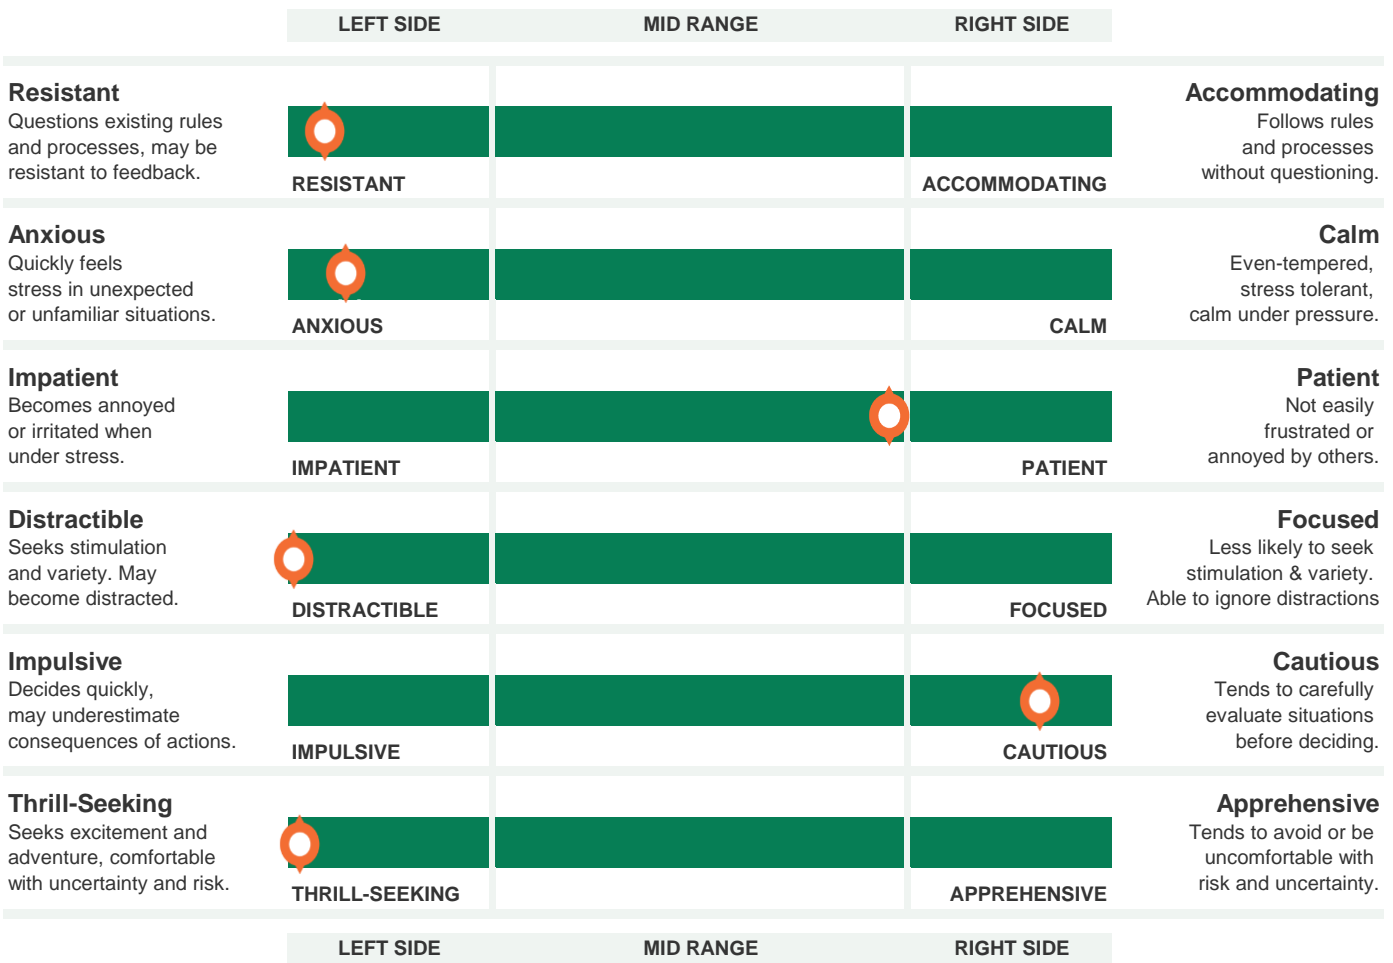 LEFT SIDE MID RANGE RIGHT SIDE
Resistant
Questions existing rules
and processes, may be
resistant to feedback.
RESISTANT
ACCOMMODATING
Accommodating
Follows rules
and processes
without questioning.
Anxious
Quickly feels
stress in unexpected
or unfamiliar situations.
ANXIOUS
CALM
Calm
Even-tempered,
stress tolerant,
calm under pressure.
Impatient
Becomes annoyed
or irritated when
under stress.
IMPATIENT
PATIENT
Patient
Not easily
frustrated or
annoyed by others.
Distractible
Seeks stimulation
and variety. May
become distracted.
DISTRACTIBLE
FOCUSED
Focused
Less likely to seek
stimulation & variety.
Able to ignore distractions
Impulsive
Decides quickly,
may underestimate
consequences of actions.
IMPULSIVE
CAUTIOUS
Cautious
Tends to carefully
evaluate situations
before deciding.
Thrill-Seeking
Seeks excitement and
adventure, comfortable
with uncertainty and risk.
THRILL-SEEKING
APPREHENSIVE
Apprehensive
Tends to avoid or be
uncomfortable with
risk and uncertainty.
LEFT SIDE MID RANGE RIGHT SIDE